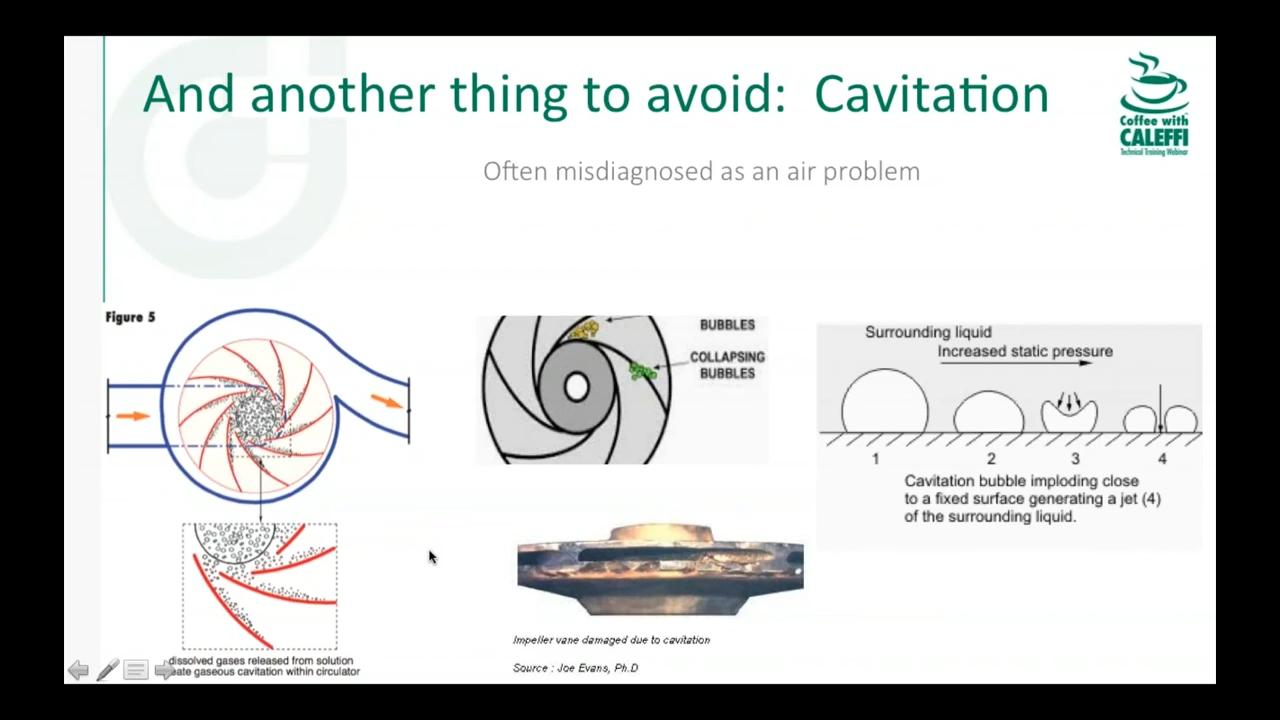 And another thing to avoid: Cavitation
Coffee with
CALEFFI
Technical Training Webinar
Often misdiagnosed as an air problem
Figure 5
BUBBLES
COLLAPSING
BUBBLES
Surrounding liquid
Increased static pressure
1 2 3 4
Cavitation bubble imploding close
to a fixed surface generating a jet (4)
of the surrounding liquid.
Impeller vane damaged due to cavitation
Source : Joe Evans, Ph.D
dissolved gases released from solution
eate gaseous cavitation within circulator